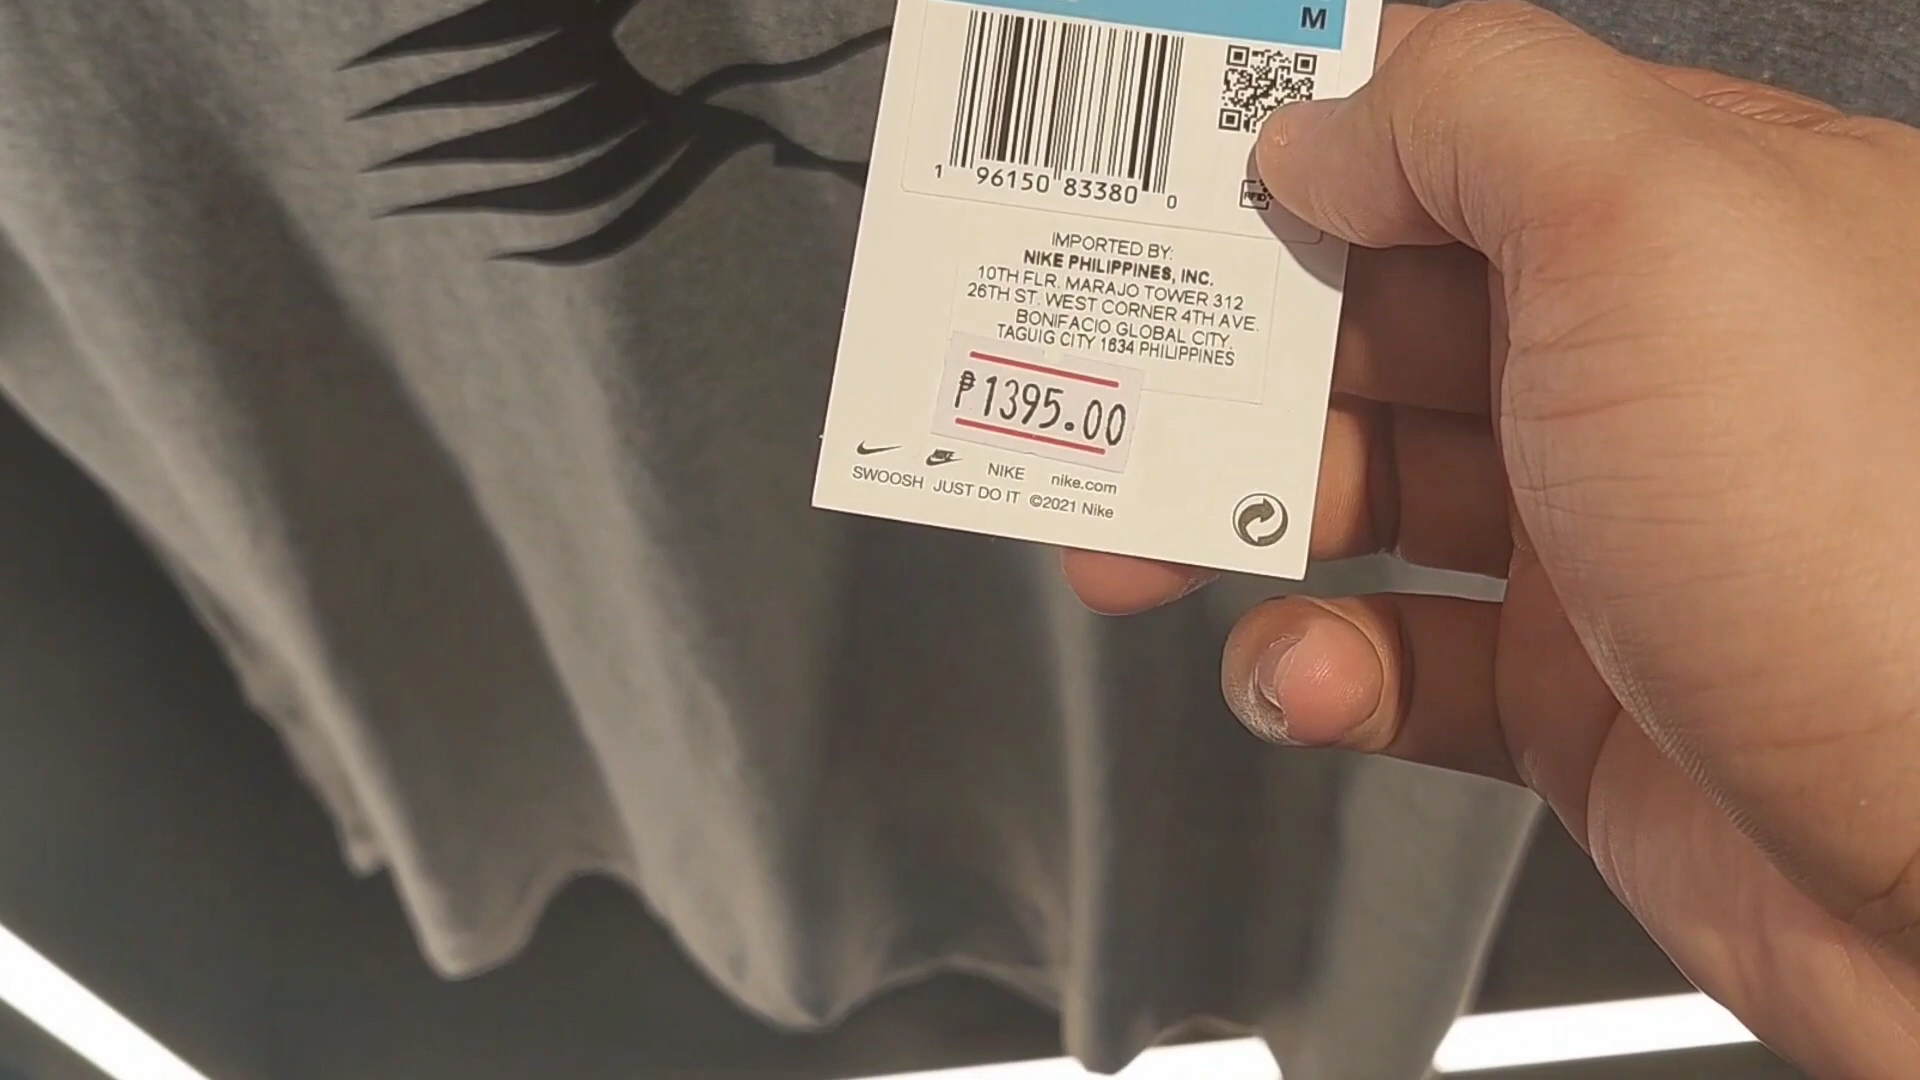 M
1 96150 83380 0
RFID
IMPORTED BY:
NIKE PHILIPPINES, INC.
10TH FLR. MARAJO TOWER 312
26TH ST. WEST CORNER 4TH AVE.
BONIFACIO GLOBAL CITY,
TAGUIG CITY 1634 PHILIPPINES
₱1395.00
NIKE NIKE nike.com
SWOOSH JUST DO IT ©2021 Nike